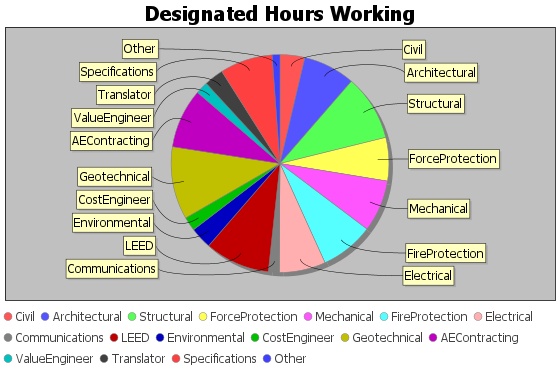 Designated Hours Working
Other
Civil
Specifications
Architectural
Translator
Structural
ValueEngineer
AEContracting
ForceProtection
Geotechnical
CostEngineer
Mechanical
Environmental
LEED
FireProtection
Communications
Electrical
Civil Architectural Structural ForceProtection Mechanical FireProtection Electrical
Communications LEED Environmental CostEngineer Geotechnical AEContracting
ValueEngineer Translator Specifications Other